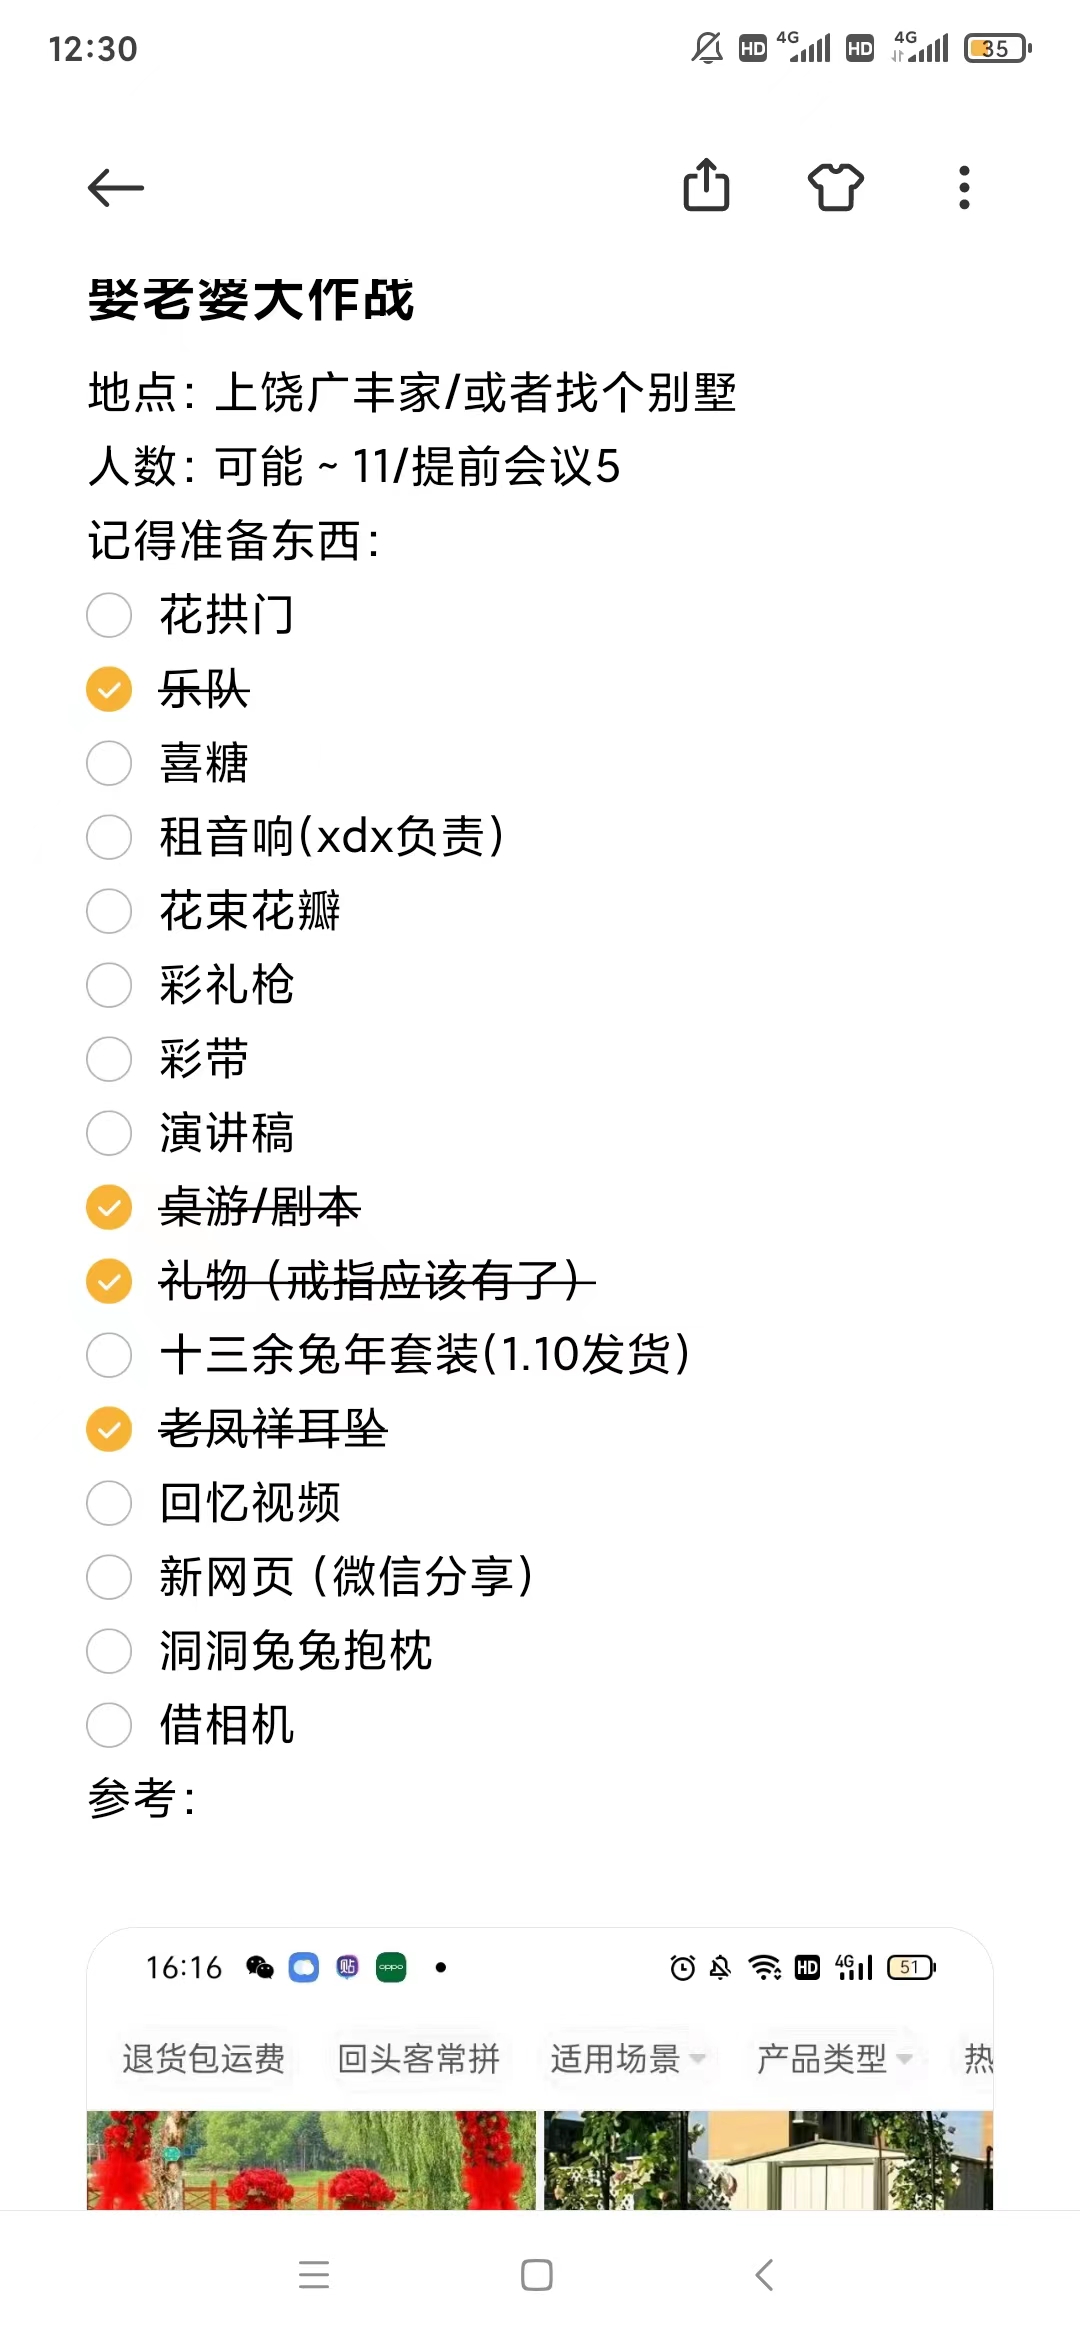 12:30
HD 4G HD 4G 35
娶老婆大作战
地点：上饶广丰家/或者找个别墅
人数：可能 ~ 11/提前会议5
记得准备东西：
花拱门
乐队
喜糖
租音响(xdx负责)
花束花瓣
彩礼枪
彩带
演讲稿
桌游/剧本
礼物（戒指应该有了）
十三余兔年套装(1.10发货)
老凤祥耳坠
回忆视频
新网页（微信分享）
洞洞兔兔抱枕
借相机
参考：
16:16 贴 oppo HD 4G 51
退货包运费 回头客常拼 适用场景 产品类型 热